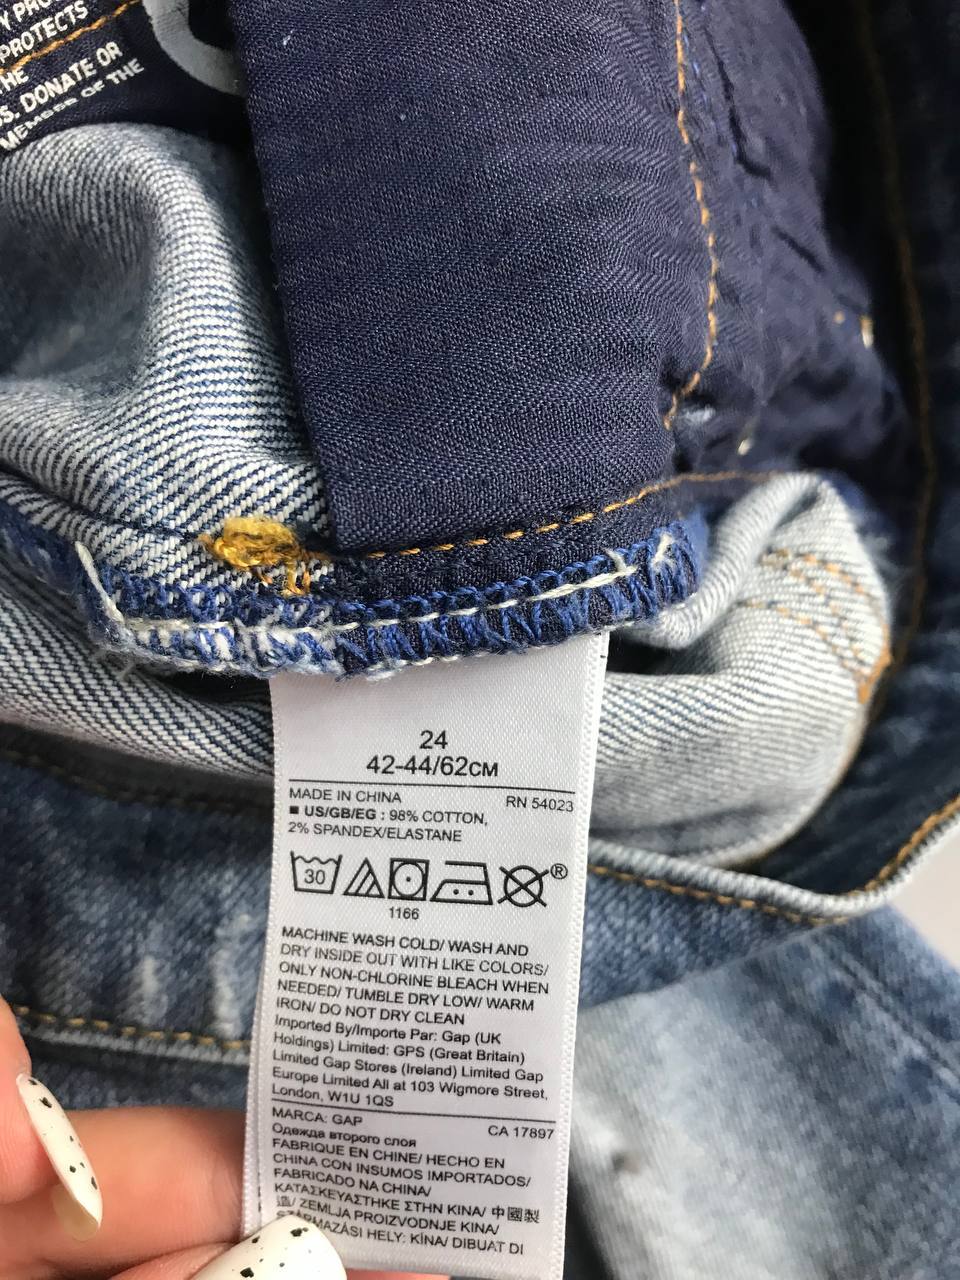 Y PRO
PROTECTS
THE
S. DONATE OR
MEMBER OF THE
24
42-44/62CM
MADE IN CHINA
RN 54023
■ US/GB/EG : 98% COTTON,
2% SPANDEX/ELASTANE
30
®
1166
MACHINE WASH COLD/ WASH AND
DRY INSIDE OUT WITH LIKE COLORS/
ONLY NON-CHLORINE BLEACH WHEN
NEEDED/ TUMBLE DRY LOW/ WARM
IRON/ DO NOT DRY CLEAN
Imported By/Importe Par: Gap (UK
Holdings) Limited: GPS (Great Britain)
Limited Gap Stores (Ireland) Limited Gap
Europe Limited All at 103 Wigmore Street,
London, W1U 1QS
MARCA: GAP
CA 17897
Одежда второго слоя
FABRIQUE EN CHINE/ HECHO EN
CHINA CON INSUMOS IMPORTADOS/
FABRICADO NA CHINA/
ΚΑΤΑΣΚΕΥΑΣΤΗΚΕ ΣΤΗΝ ΚΙΝΑ/ 中國製
造/ ZEMLJA PROIZVODNJE KINA/
SZÁRMAZÁSI HELY: KÍNA/ DIBUAT DI